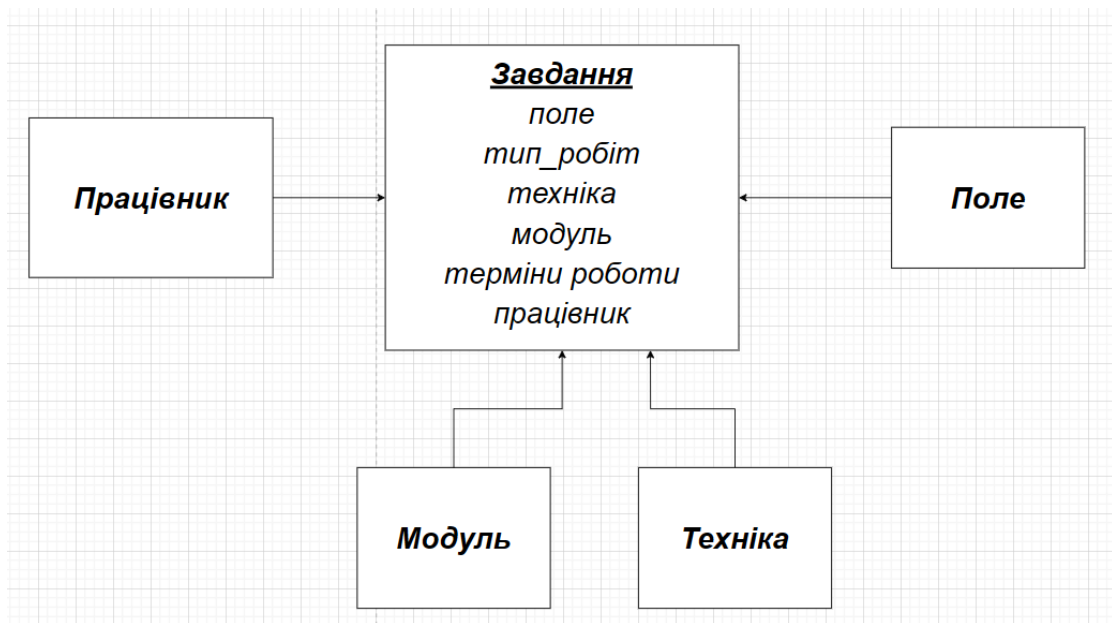 Завдання
поле
тип_робіт
техніка
модуль
терміни роботи
працівник
Працівник
Поле
Модуль
Техніка